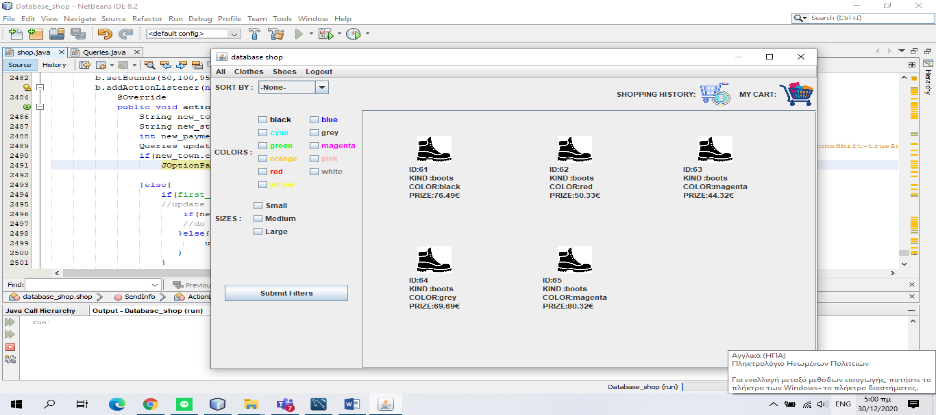 Database_shop - NetBeans IDE 8.2
File Edit View Navigate Source Refactor Run Debug Profile Team Tools Window Help
Search (Ctrl+I)
<default config>
shop.java Queries.java
Source History
2482 b.setBounds(50,100,95
b.addActionListener(n
3404 @Override
public void action
2486 String new_to
2487 String new_st
2488 int new_payme
2489 Queries updat
oneShift=true&
2490 if(new_town.e
2491 JOptionPa
2492
2493 }else{
2494 if(first_
2495 //update
2496 if(ne
2497 //do
2498 }else{
2499 u
2500 }
2501 }
Find: Previous
database_shop.shop SendInfo ActionL
Java Call Hierarchy Output - Database_shop (run)
run:
database shop
All Clothes Shoes Logout
SORT BY : -None-
SHOPPING HISTORY: MY CART:
COLORS :
black blue
cyan grey
green magenta
orange pink
red white
yellow
SIZES :
Small
Medium
Large
Submit Filters
ID:61
KIND :boots
COLOR:black
PRIZE:76.49€
ID:62
KIND :boots
COLOR:red
PRIZE:50.33€
ID:63
KIND :boots
COLOR:magenta
PRIZE:44.32€
ID:64
KIND :boots
COLOR:grey
PRIZE:69.69€
ID:65
KIND :boots
COLOR:magenta
PRIZE:80.32€
Αγγλικά (ΗΠΑ)
Πληκτρολόγιο Ηνωμένων Πολιτειών
Για εναλλαγή μεταξύ μεθόδων εισαγωγής, πατήστε το
πλήκτρο των Windows+το πλήκτρο διαστήματος.
Database_shop (run)
ENG
5:00 πμ
30/12/2020